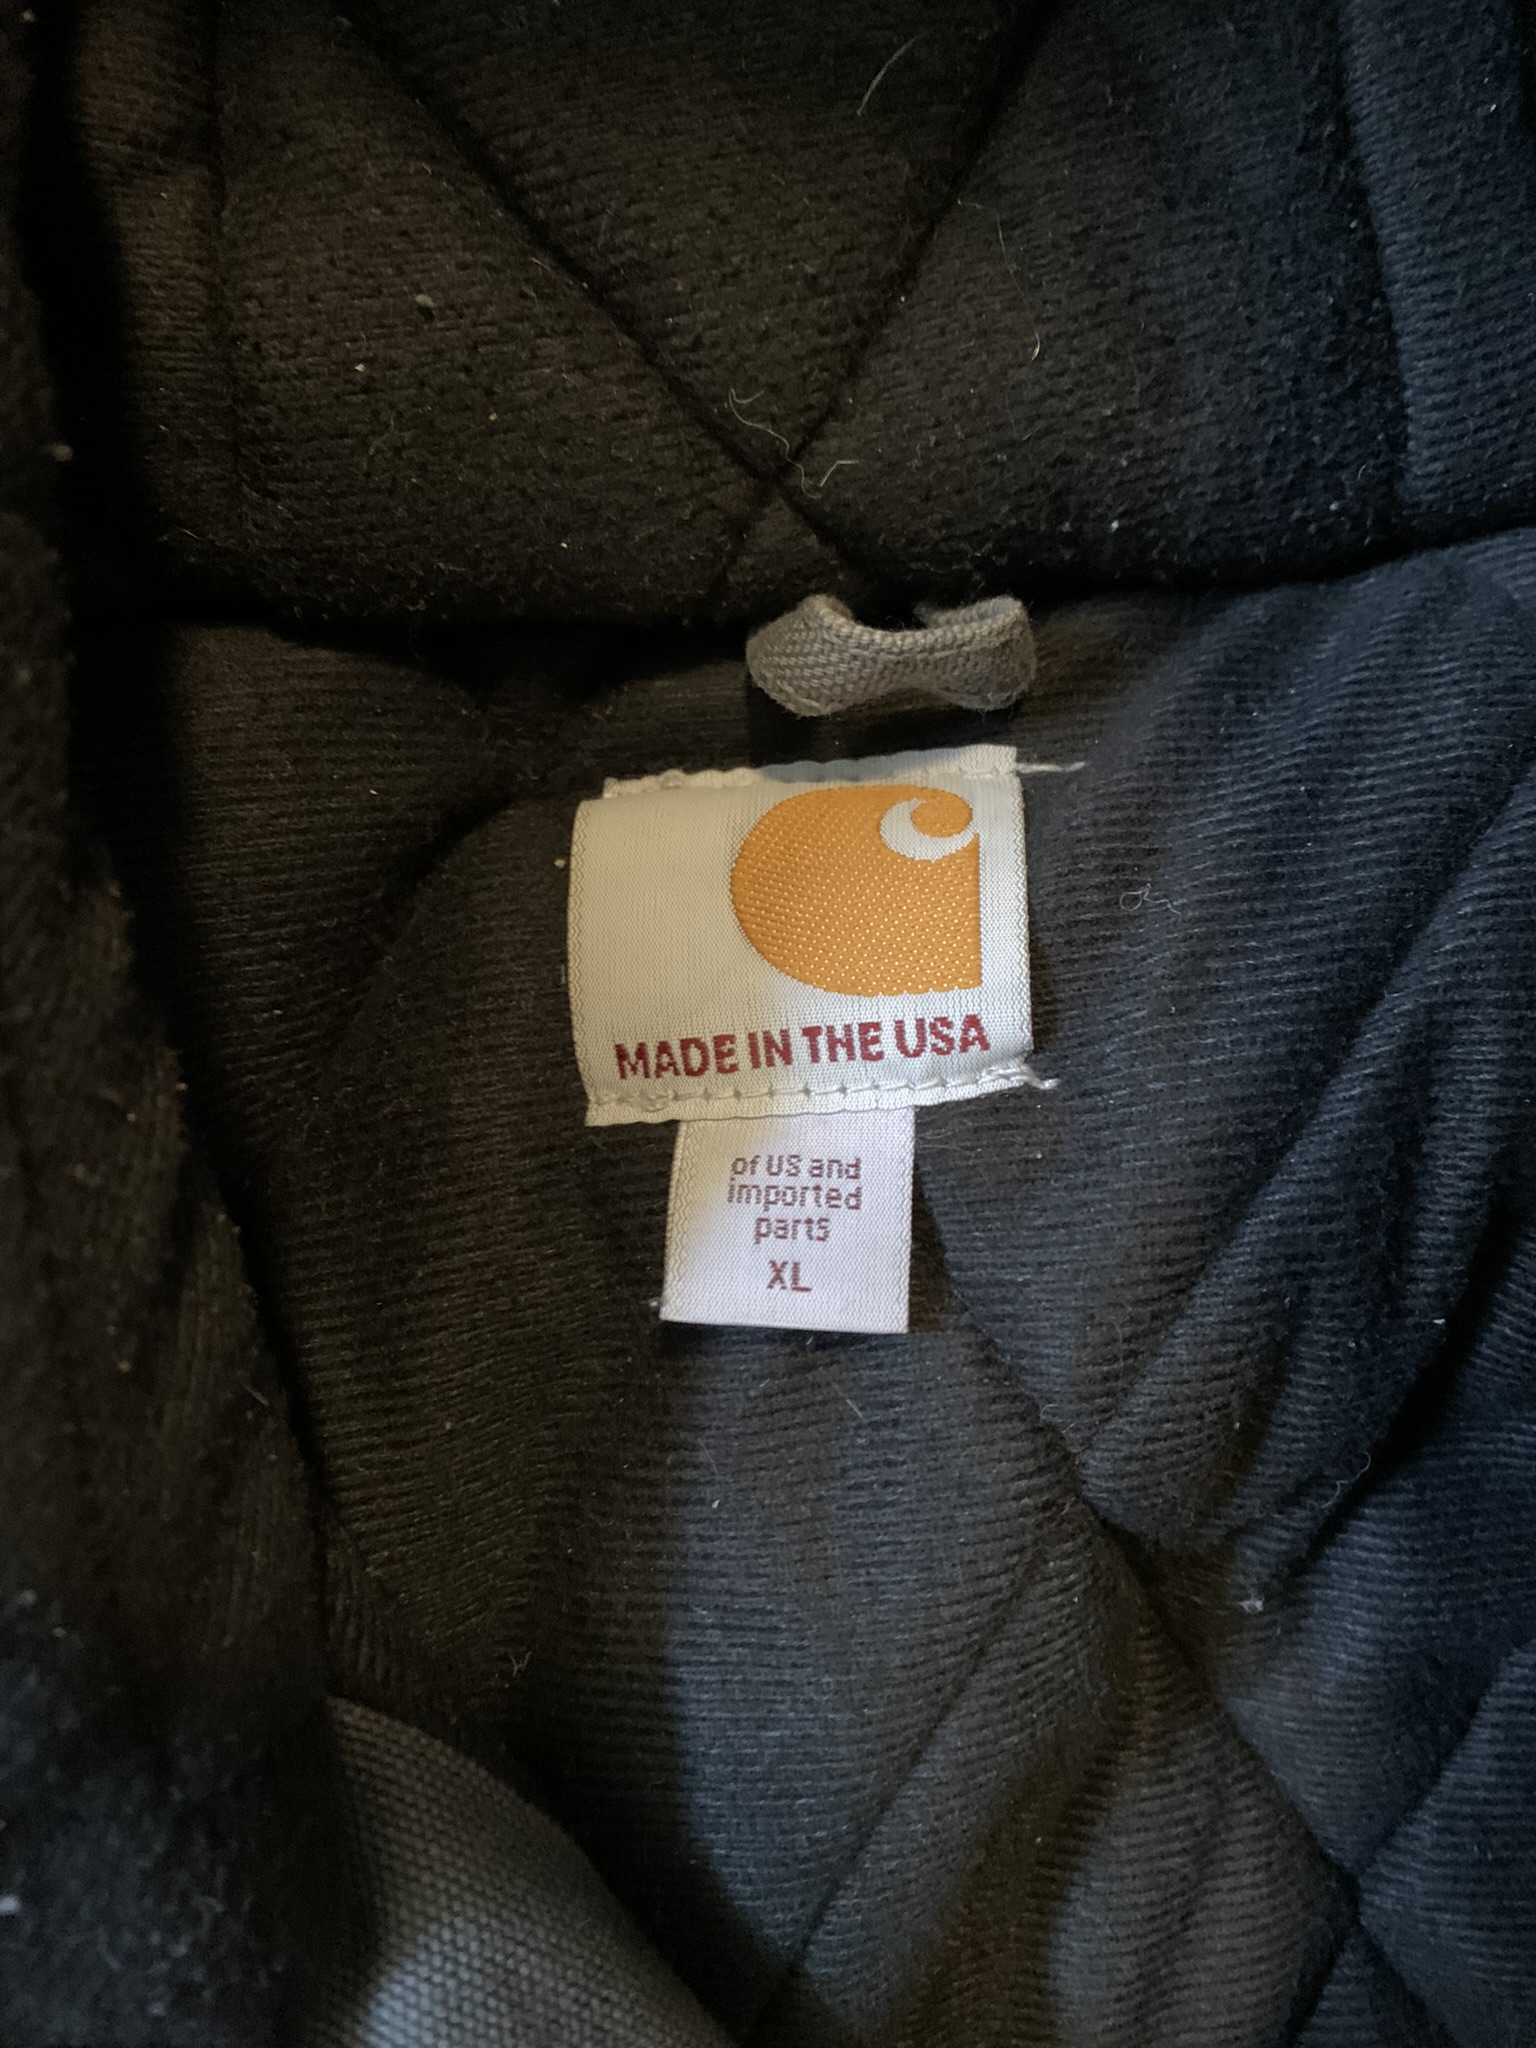 MADE IN THE USA
of US and
imported
parts
XL